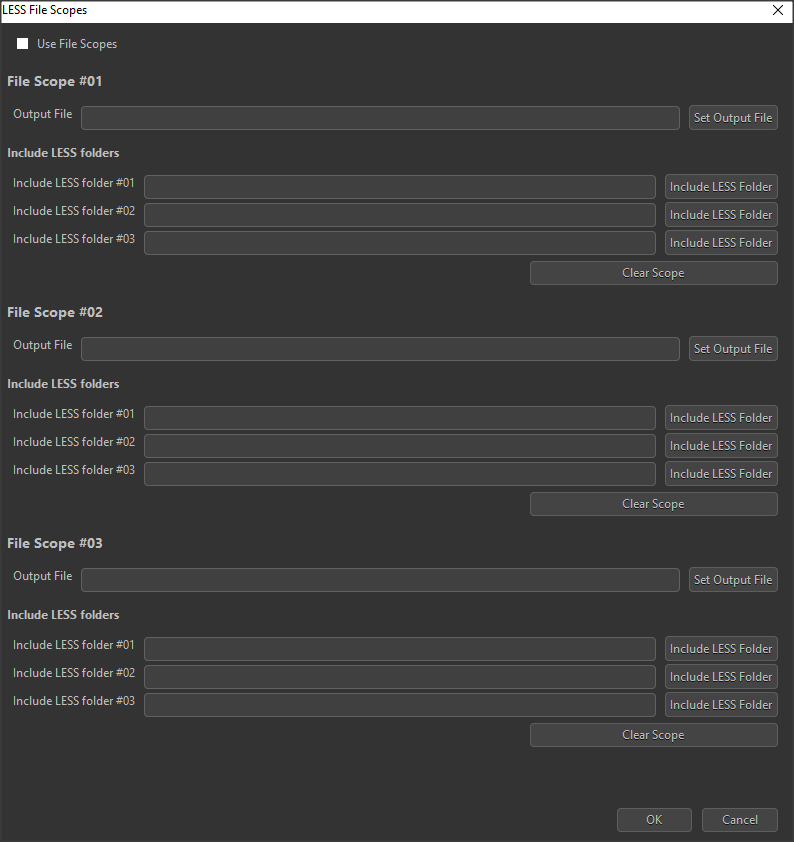 LESS File Scopes
Use File Scopes
File Scope #01
Output File Set Output File
Include LESS folders
Include LESS folder #01 Include LESS Folder
Include LESS folder #02 Include LESS Folder
Include LESS folder #03 Include LESS Folder
Clear Scope
File Scope #02
Output File Set Output File
Include LESS folders
Include LESS folder #01 Include LESS Folder
Include LESS folder #02 Include LESS Folder
Include LESS folder #03 Include LESS Folder
Clear Scope
File Scope #03
Output File Set Output File
Include LESS folders
Include LESS folder #01 Include LESS Folder
Include LESS folder #02 Include LESS Folder
Include LESS folder #03 Include LESS Folder
Clear Scope
OK Cancel